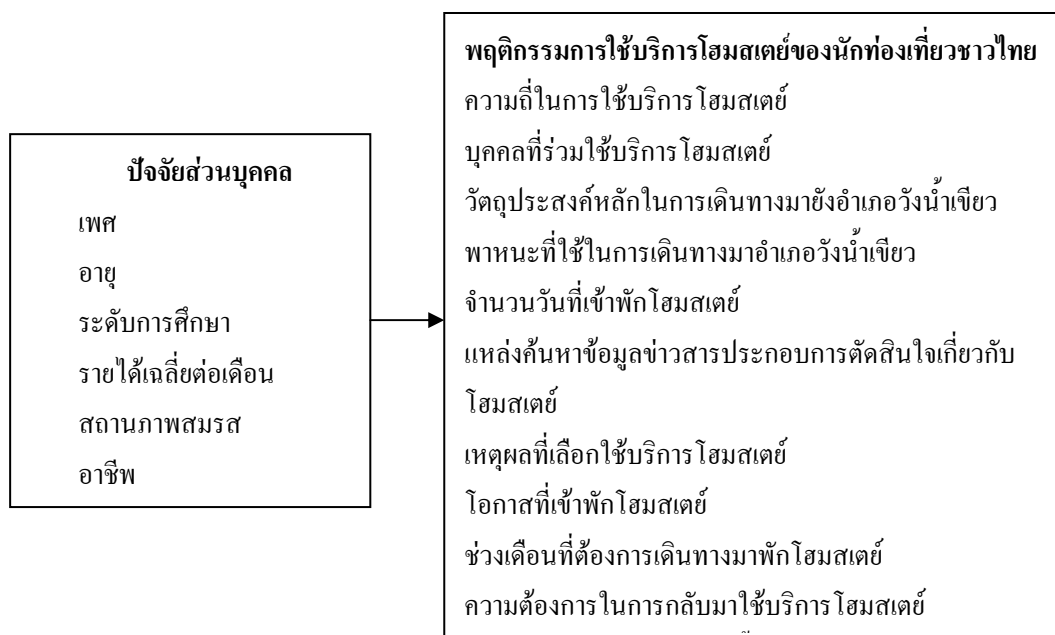 ปัจจัยส่วนบุคคล
เพศ
อายุ
ระดับการศึกษา
รายได้เฉลี่ยต่อเดือน
สถานภาพสมรส
อาชีพ
พฤติกรรมการใช้บริการโฮมสเตย์ของนักท่องเที่ยวชาวไทย
ความถี่ในการใช้บริการโฮมสเตย์
บุคคลที่ร่วมใช้บริการโฮมสเตย์
วัตถุประสงค์หลักในการเดินทางมายังอำเภอวังน้ำเขียว
พาหนะที่ใช้ในการเดินทางมาอำเภอวังน้ำเขียว
จำนวนวันที่เข้าพักโฮมสเตย์
แหล่งค้นหาข้อมูลข่าวสารประกอบการตัดสินใจเกี่ยวกับ
โฮมสเตย์
เหตุผลที่เลือกใช้บริการโฮมสเตย์
โอกาสที่เข้าพักโฮมสเตย์
ช่วงเดือนที่ต้องการเดินทางมาพักโฮมสเตย์
ความต้องการในการกลับมาใช้บริการโฮมสเตย์